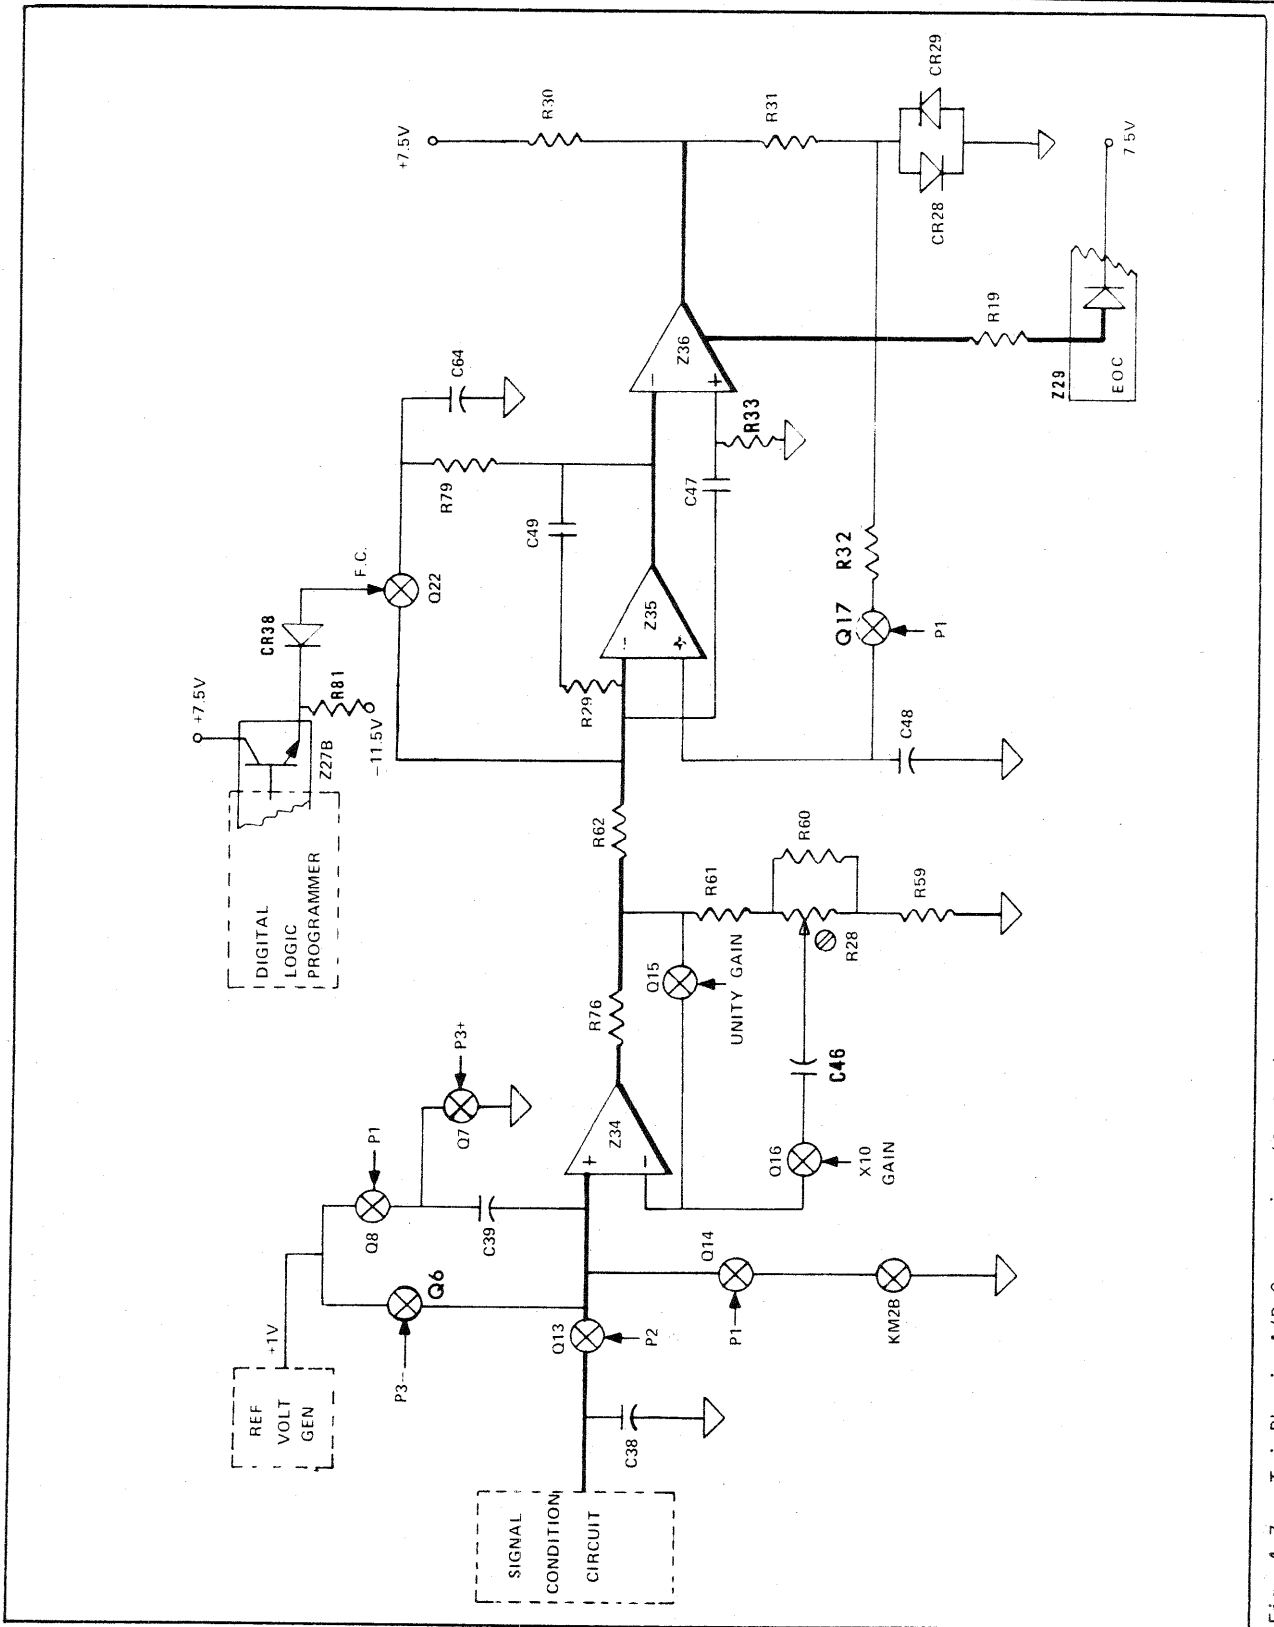 +7.5V
R30
R31
CR29
CR28
7 5V
C64
Z36
R19
Z29
EOC
R33
R79
C49
C47
F.C.
Q22
CR38
R81
+7.5V
Z27B
-11.5V
DIGITAL
LOGIC
PROGRAMMER
R29
Z35
R32
Q17
P1
C48
R62
R61
R60
R28
R59
R76
Q15
UNITY GAIN
C46
Q16
X10
GAIN
Z34
P3+
Q7
P1
Q8
C39
Q6
P3-
+1V
REF
VOLT
GEN
Q13
P2
Q14
P1
KM2B
C38
SIGNAL
CONDITION
CIRCUIT